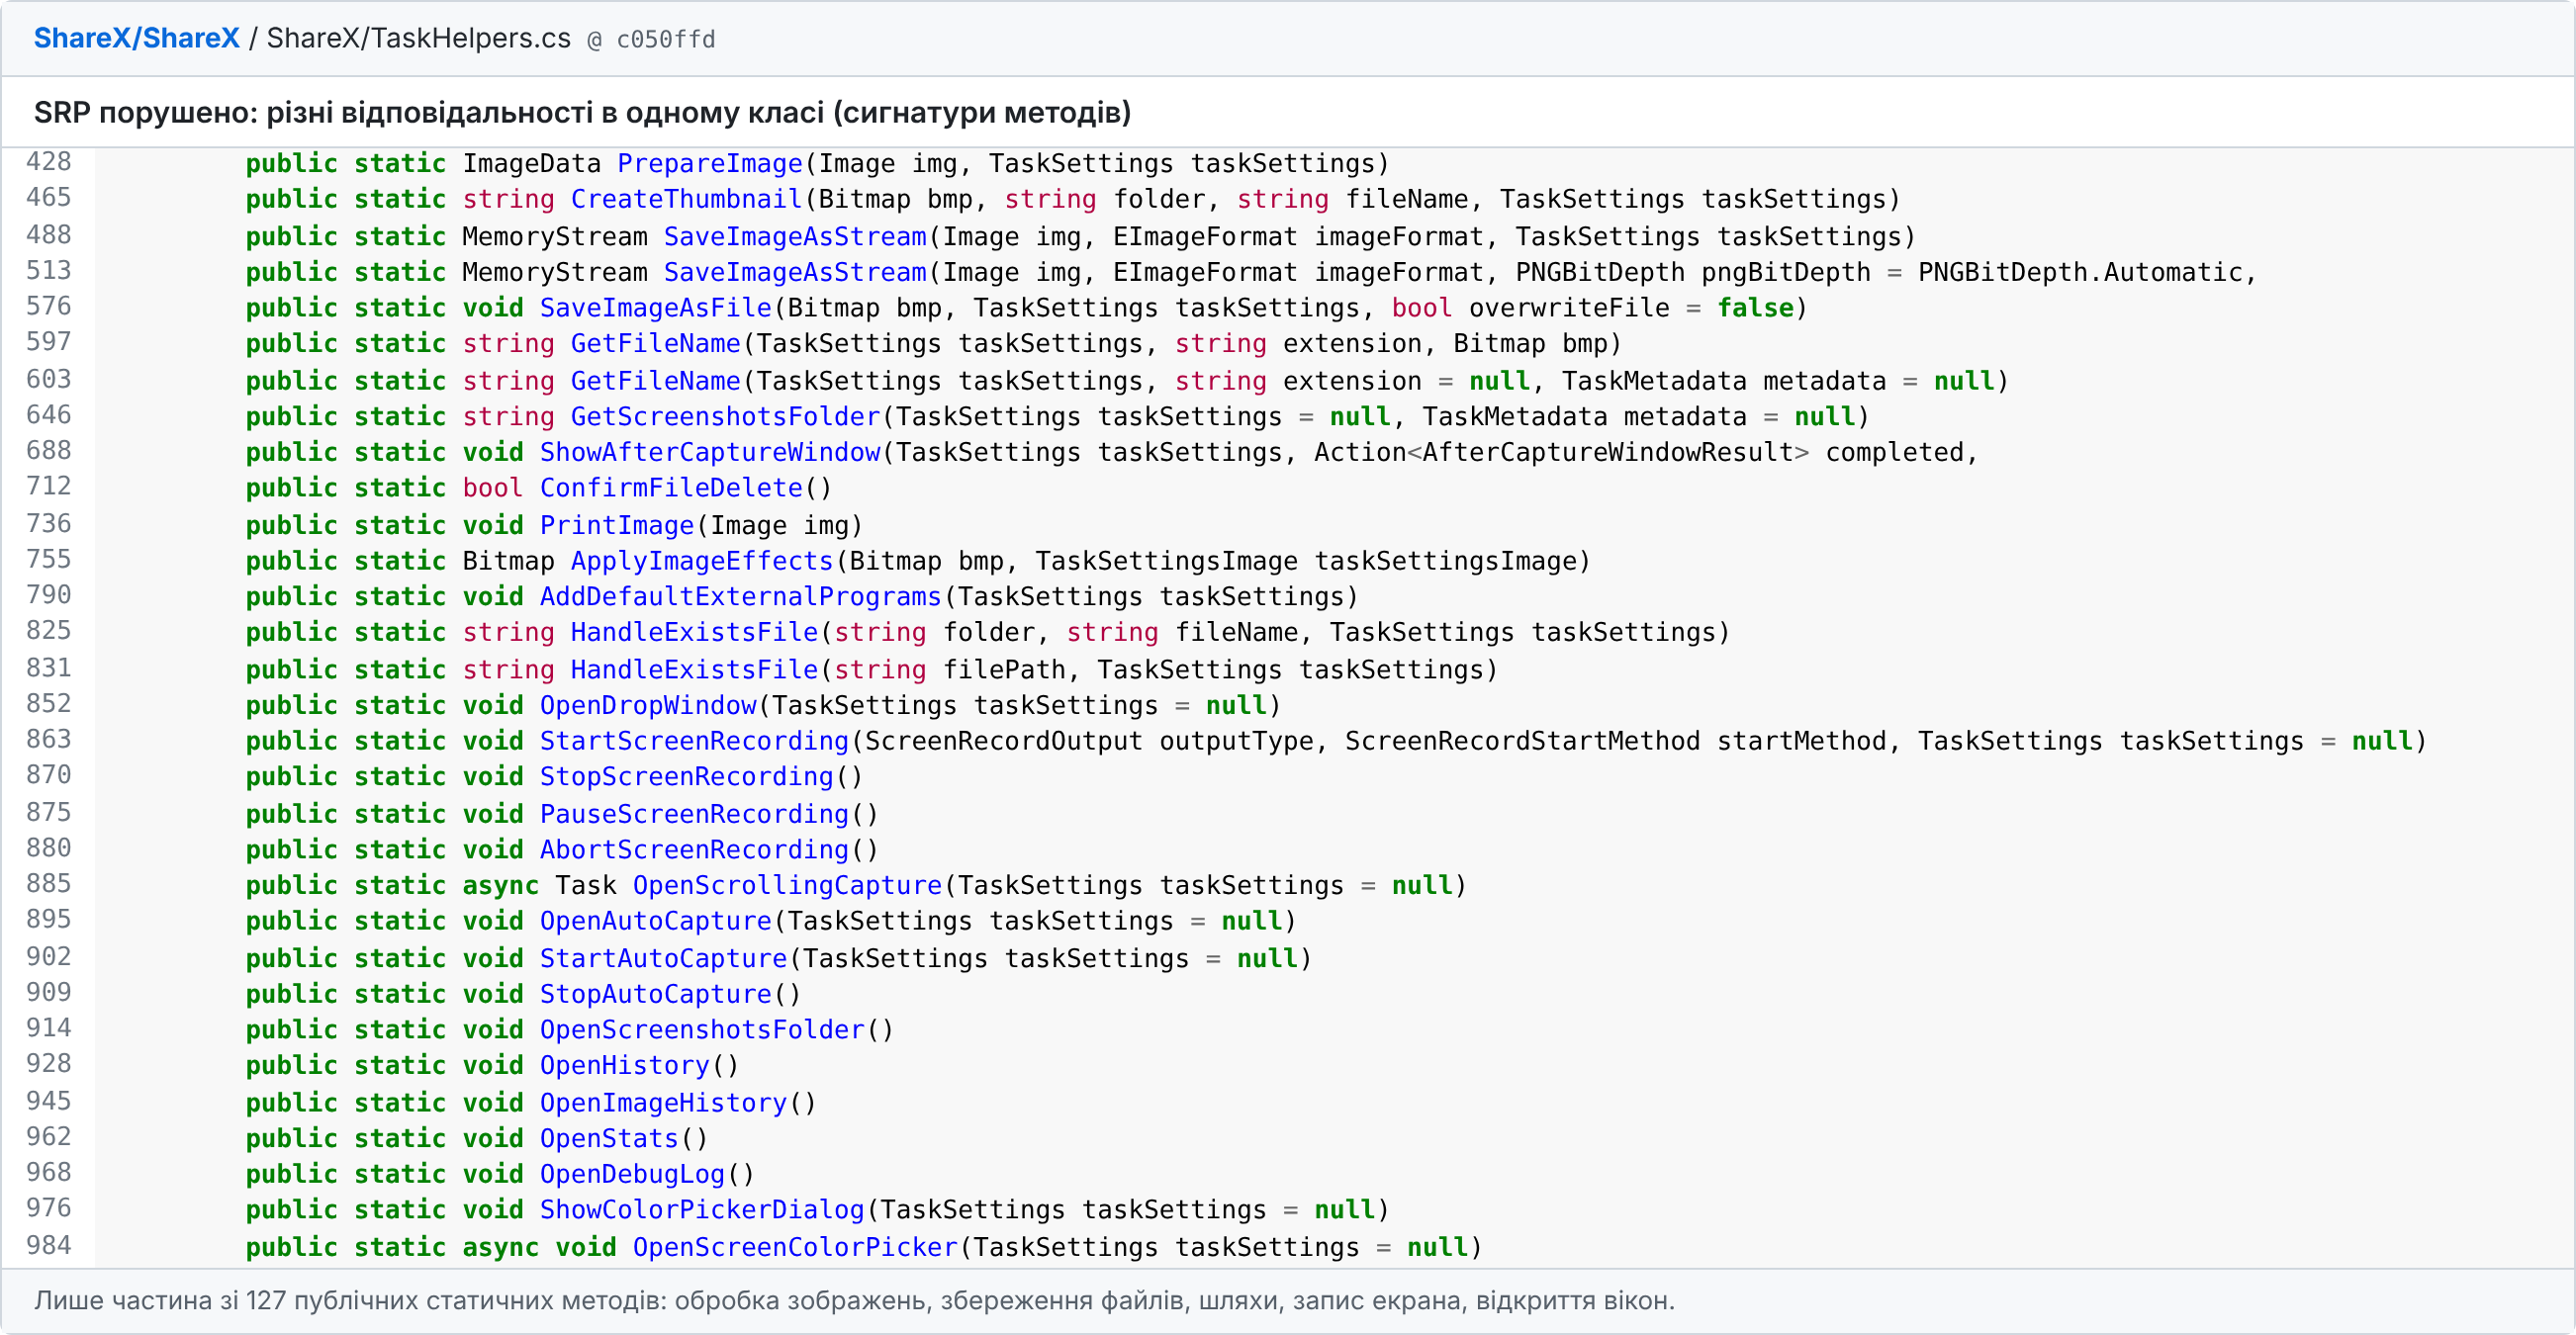 ShareX/ShareX / ShareX/TaskHelpers.cs @ c050ffd
SRP порушено: різні відповідальності в одному класі (сигнатури методів)
428 public static ImageData PrepareImage(Image img, TaskSettings taskSettings)
465 public static string CreateThumbnail(Bitmap bmp, string folder, string fileName, TaskSettings taskSettings)
488 public static MemoryStream SaveImageAsStream(Image img, EImageFormat imageFormat, TaskSettings taskSettings)
513 public static MemoryStream SaveImageAsStream(Image img, EImageFormat imageFormat, PNGBitDepth pngBitDepth = PNGBitDepth.Automatic,
576 public static void SaveImageAsFile(Bitmap bmp, TaskSettings taskSettings, bool overwriteFile = false)
597 public static string GetFileName(TaskSettings taskSettings, string extension, Bitmap bmp)
603 public static string GetFileName(TaskSettings taskSettings, string extension = null, TaskMetadata metadata = null)
646 public static string GetScreenshotsFolder(TaskSettings taskSettings = null, TaskMetadata metadata = null)
688 public static void ShowAfterCaptureWindow(TaskSettings taskSettings, Action<AfterCaptureWindowResult> completed,
712 public static bool ConfirmFileDelete()
736 public static void PrintImage(Image img)
755 public static Bitmap ApplyImageEffects(Bitmap bmp, TaskSettingsImage taskSettingsImage)
790 public static void AddDefaultExternalPrograms(TaskSettings taskSettings)
825 public static string HandleExistsFile(string folder, string fileName, TaskSettings taskSettings)
831 public static string HandleExistsFile(string filePath, TaskSettings taskSettings)
852 public static void OpenDropWindow(TaskSettings taskSettings = null)
863 public static void StartScreenRecording(ScreenRecordOutput outputType, ScreenRecordStartMethod startMethod, TaskSettings taskSettings = null)
870 public static void StopScreenRecording()
875 public static void PauseScreenRecording()
880 public static void AbortScreenRecording()
885 public static async Task OpenScrollingCapture(TaskSettings taskSettings = null)
895 public static void OpenAutoCapture(TaskSettings taskSettings = null)
902 public static void StartAutoCapture(TaskSettings taskSettings = null)
909 public static void StopAutoCapture()
914 public static void OpenScreenshotsFolder()
928 public static void OpenHistory()
945 public static void OpenImageHistory()
962 public static void OpenStats()
968 public static void OpenDebugLog()
976 public static void ShowColorPickerDialog(TaskSettings taskSettings = null)
984 public static async void OpenScreenColorPicker(TaskSettings taskSettings = null)
Лише частина зі 127 публічних статичних методів: обробка зображень, збереження файлів, шляхи, запис екрана, відкриття вікон.